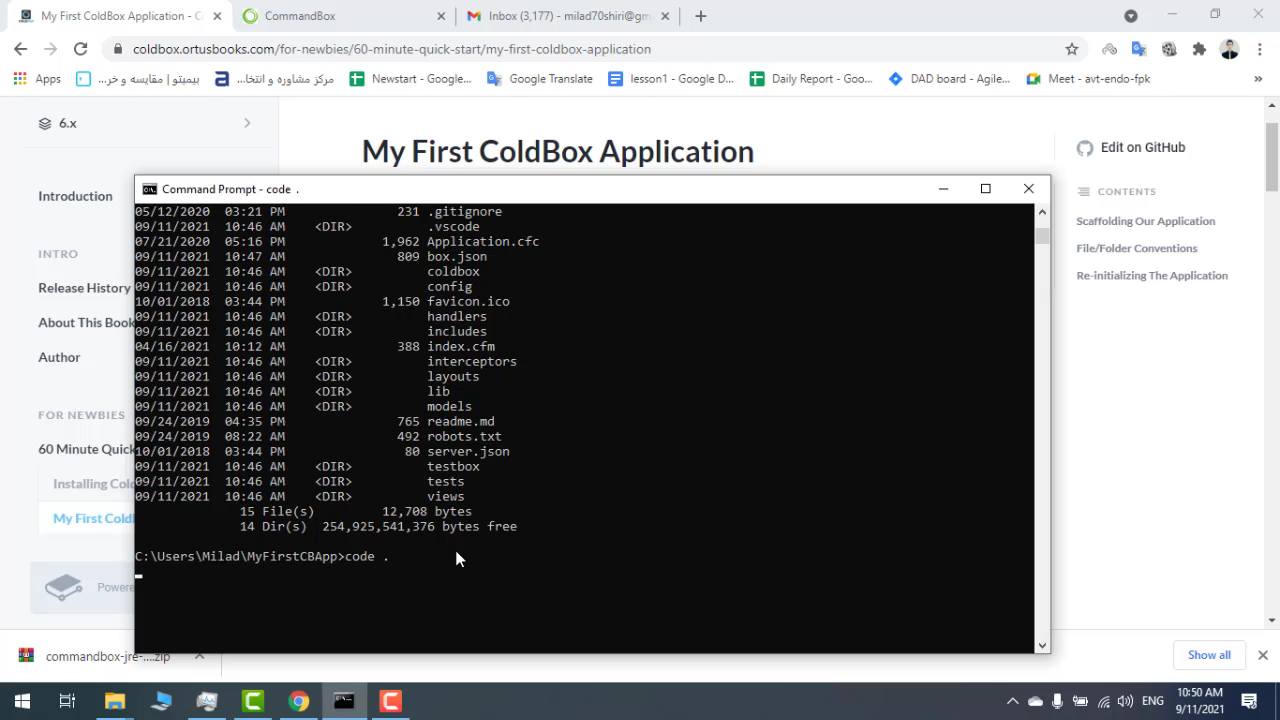 My First ColdBox Application - C
CommandBox
Inbox (3,177) - milad70shiri@gm
coldbox.ortusbooks.com/for-newbies/60-minute-quick-start/my-first-coldbox-application
Apps
بیمیتو | مقایسه و خر...
مرکز مشاوره و انتخا...
Newstart - Google...
Google Translate
lesson1 - Google D...
Daily Report - Goo...
DAD board - Agile...
Meet - avt-endo-fpk
»
6.x
Introduction
INTRO
Release History
About This Book
Author
FOR NEWBIES
60 Minute Quick
Installing Cold
My First ColdB
Powere
My First ColdBox Application
Edit on GitHub
CONTENTS
Scaffolding Our Application
File/Folder Conventions
Re-initializing The Application
Command Prompt - code .
05/12/2020 03:21 PM 231 .gitignore
09/11/2021 10:46 AM <DIR> .vscode
07/21/2020 05:16 PM 1,962 Application.cfc
09/11/2021 10:47 AM 809 box.json
09/11/2021 10:46 AM <DIR> coldbox
09/11/2021 10:46 AM <DIR> config
10/01/2018 03:44 PM 1,150 favicon.ico
09/11/2021 10:46 AM <DIR> handlers
09/11/2021 10:46 AM <DIR> includes
04/16/2021 10:12 AM 388 index.cfm
09/11/2021 10:46 AM <DIR> interceptors
09/11/2021 10:46 AM <DIR> layouts
09/11/2021 10:46 AM <DIR> lib
09/11/2021 10:46 AM <DIR> models
09/24/2019 04:35 PM 765 readme.md
09/24/2019 08:22 AM 492 robots.txt
10/01/2018 03:44 PM 80 server.json
09/11/2021 10:46 AM <DIR> testbox
09/11/2021 10:46 AM <DIR> tests
09/11/2021 10:46 AM <DIR> views
15 File(s) 12,708 bytes
14 Dir(s) 254,925,541,376 bytes free
C:\Users\Milad\MyFirstCBApp>code .
commandbox-jre-....zip
Show all
ENG
10:50 AM
9/11/2021